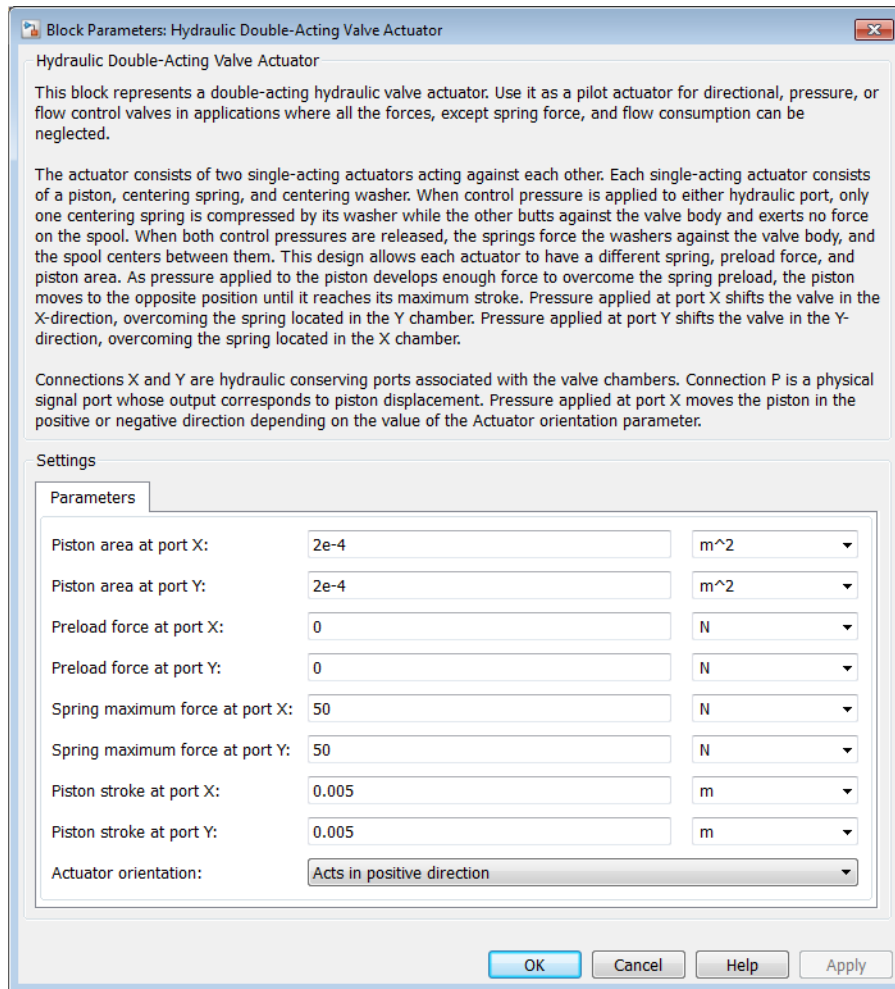 Block Parameters: Hydraulic Double-Acting Valve Actuator
Hydraulic Double-Acting Valve Actuator
This block represents a double-acting hydraulic valve actuator. Use it as a pilot actuator for directional, pressure, or
flow control valves in applications where all the forces, except spring force, and flow consumption can be
neglected.
The actuator consists of two single-acting actuators acting against each other. Each single-acting actuator consists
of a piston, centering spring, and centering washer. When control pressure is applied to either hydraulic port, only
one centering spring is compressed by its washer while the other butts against the valve body and exerts no force
on the spool. When both control pressures are released, the springs force the washers against the valve body, and
the spool centers between them. This design allows each actuator to have a different spring, preload force, and
piston area. As pressure applied to the piston develops enough force to overcome the spring preload, the piston
moves to the opposite position until it reaches its maximum stroke. Pressure applied at port X shifts the valve in the
X-direction, overcoming the spring located in the Y chamber. Pressure applied at port Y shifts the valve in the Y-
direction, overcoming the spring located in the X chamber.
Connections X and Y are hydraulic conserving ports associated with the valve chambers. Connection P is a physical
signal port whose output corresponds to piston displacement. Pressure applied at port X moves the piston in the
positive or negative direction depending on the value of the Actuator orientation parameter.
Settings
Parameters
Piston area at port X: 2e-4 m^2
Piston area at port Y: 2e-4 m^2
Preload force at port X: 0 N
Preload force at port Y: 0 N
Spring maximum force at port X: 50 N
Spring maximum force at port Y: 50 N
Piston stroke at port X: 0.005 m
Piston stroke at port Y: 0.005 m
Actuator orientation: Acts in positive direction
OK Cancel Help Apply